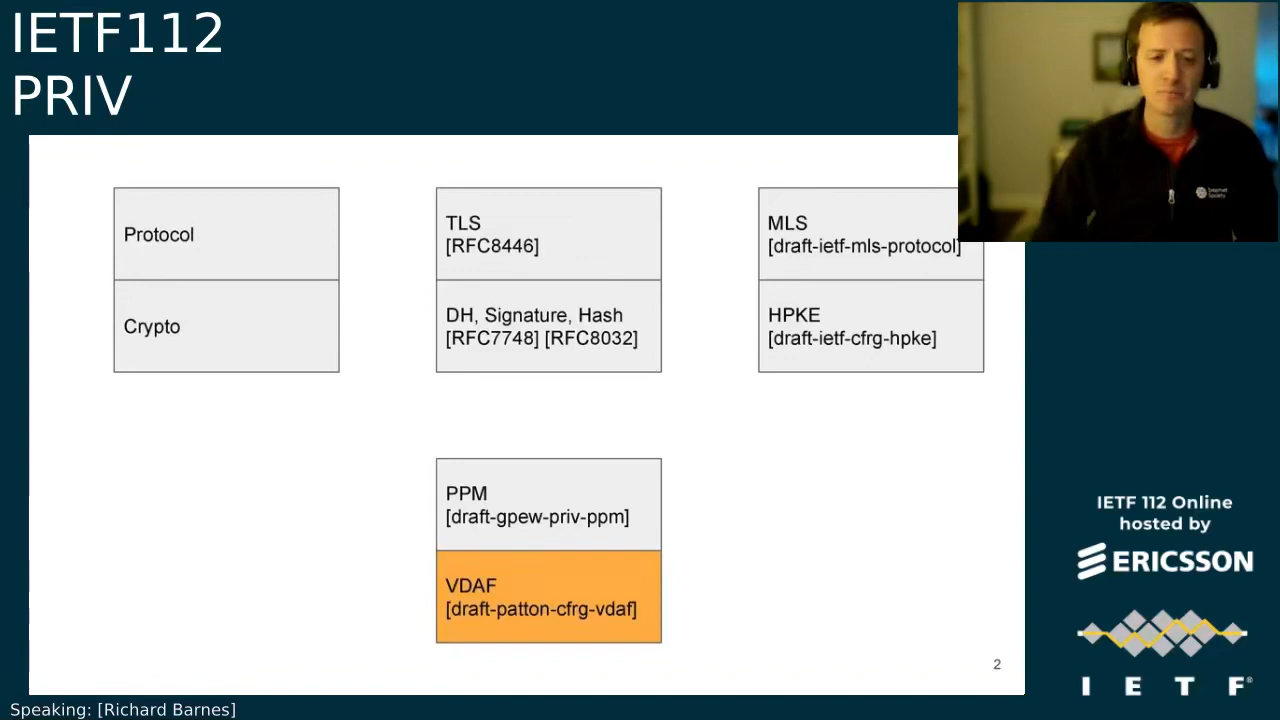 IETF112
PRIV
Internet
Society
Protocol
Crypto
TLS
[RFC8446]
DH, Signature, Hash
[RFC7748] [RFC8032]
MLS
[draft-ietf-mls-protocol]
HPKE
[draft-ietf-cfrg-hpke]
PPM
[draft-gpew-priv-ppm]
VDAF
[draft-patton-cfrg-vdaf]
2
IETF 112 Online
hosted by
ERICSSON
I E T F®
Speaking: [Richard Barnes]